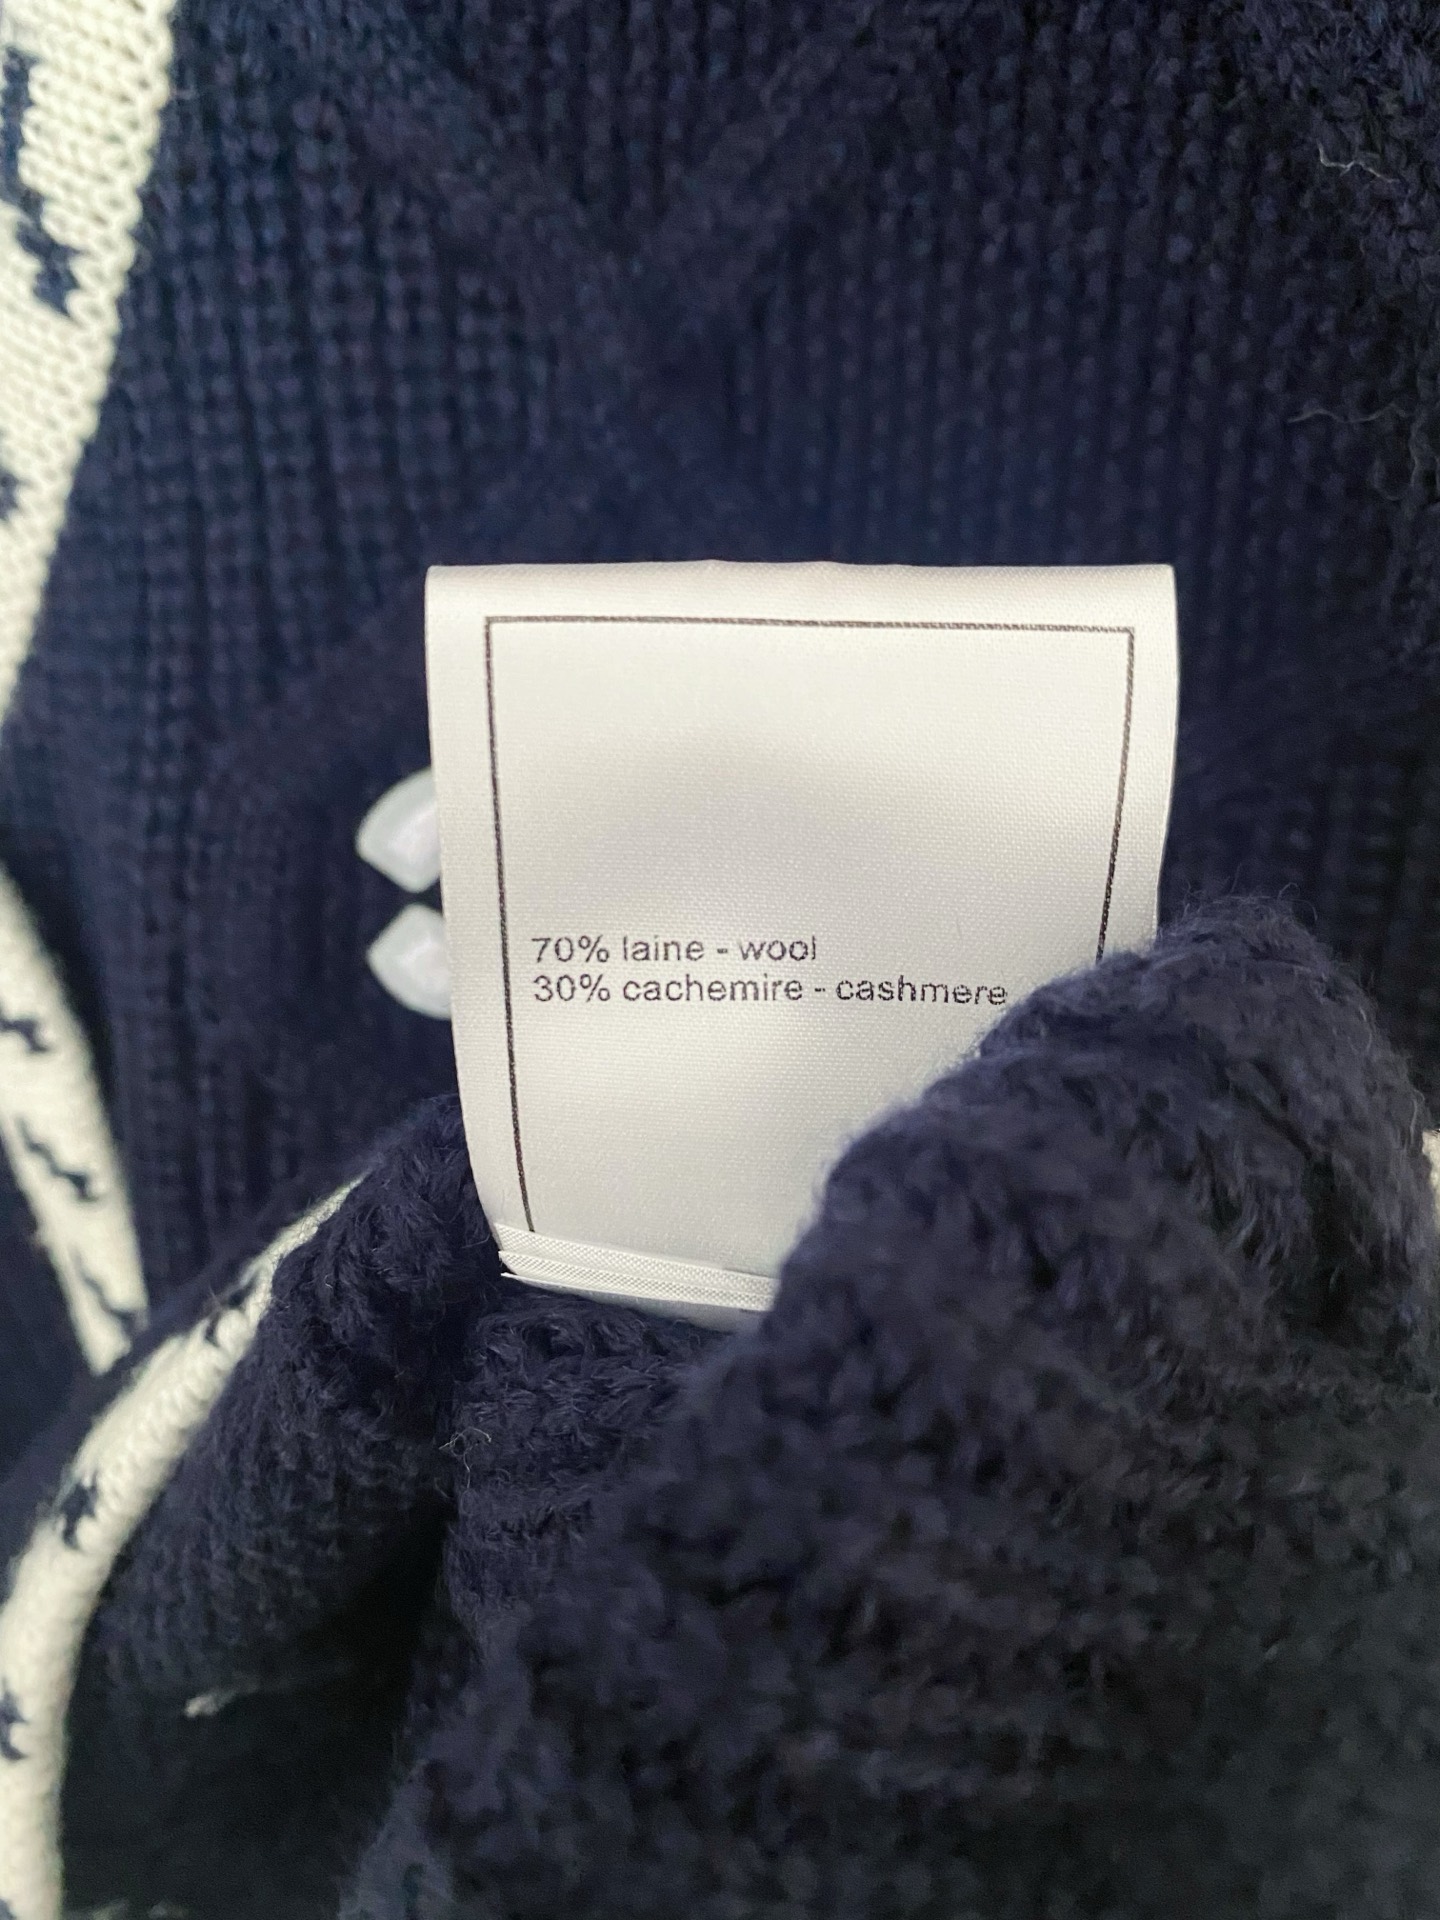 70% laine - wool
30% cachemire - cashmere